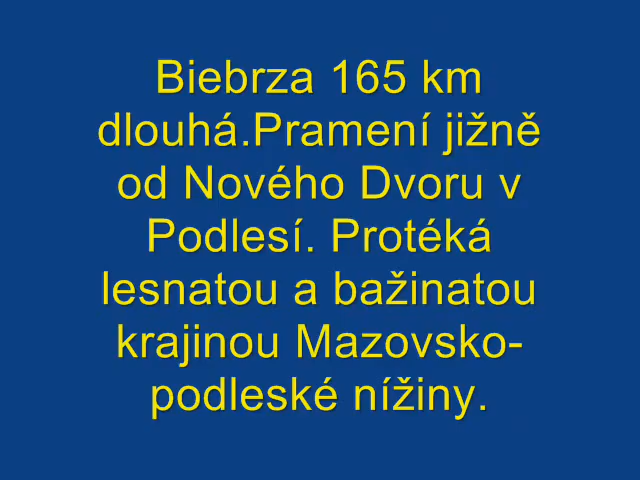 Biebrza 165 km
dlouhá.Pramení jižně
od Nového Dvoru v
Podlesí. Protéká
lesnatou a bažinatou
krajinou Mazovsko-
podleské nížiny.